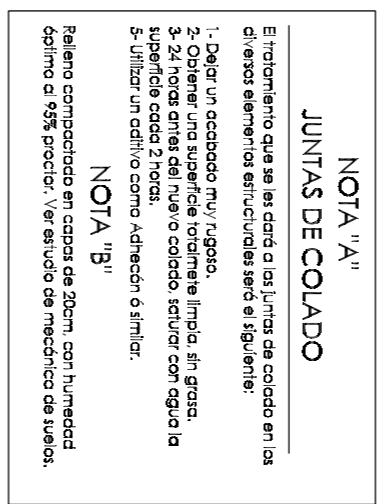 NOTA "A"
JUNTAS DE COLADO
El tratamiento que se les dará a las juntas de colado en los
diversos elementos estructurales será el siguiente:
1- Dejar un acabado muy rugoso.
2- Obtener una superficie totalmete limpia, sin grasa.
3- 24 horas antes del nuevo colado, saturar con agua la
superficie cada 2 horas.
5- Utilizar un aditivo como Adhecón ó similar.
NOTA "B"
Relleno compactado en capas de 20cm, con humedad
óptima al 95% proctor. Ver estudio de mecánica de suelos.